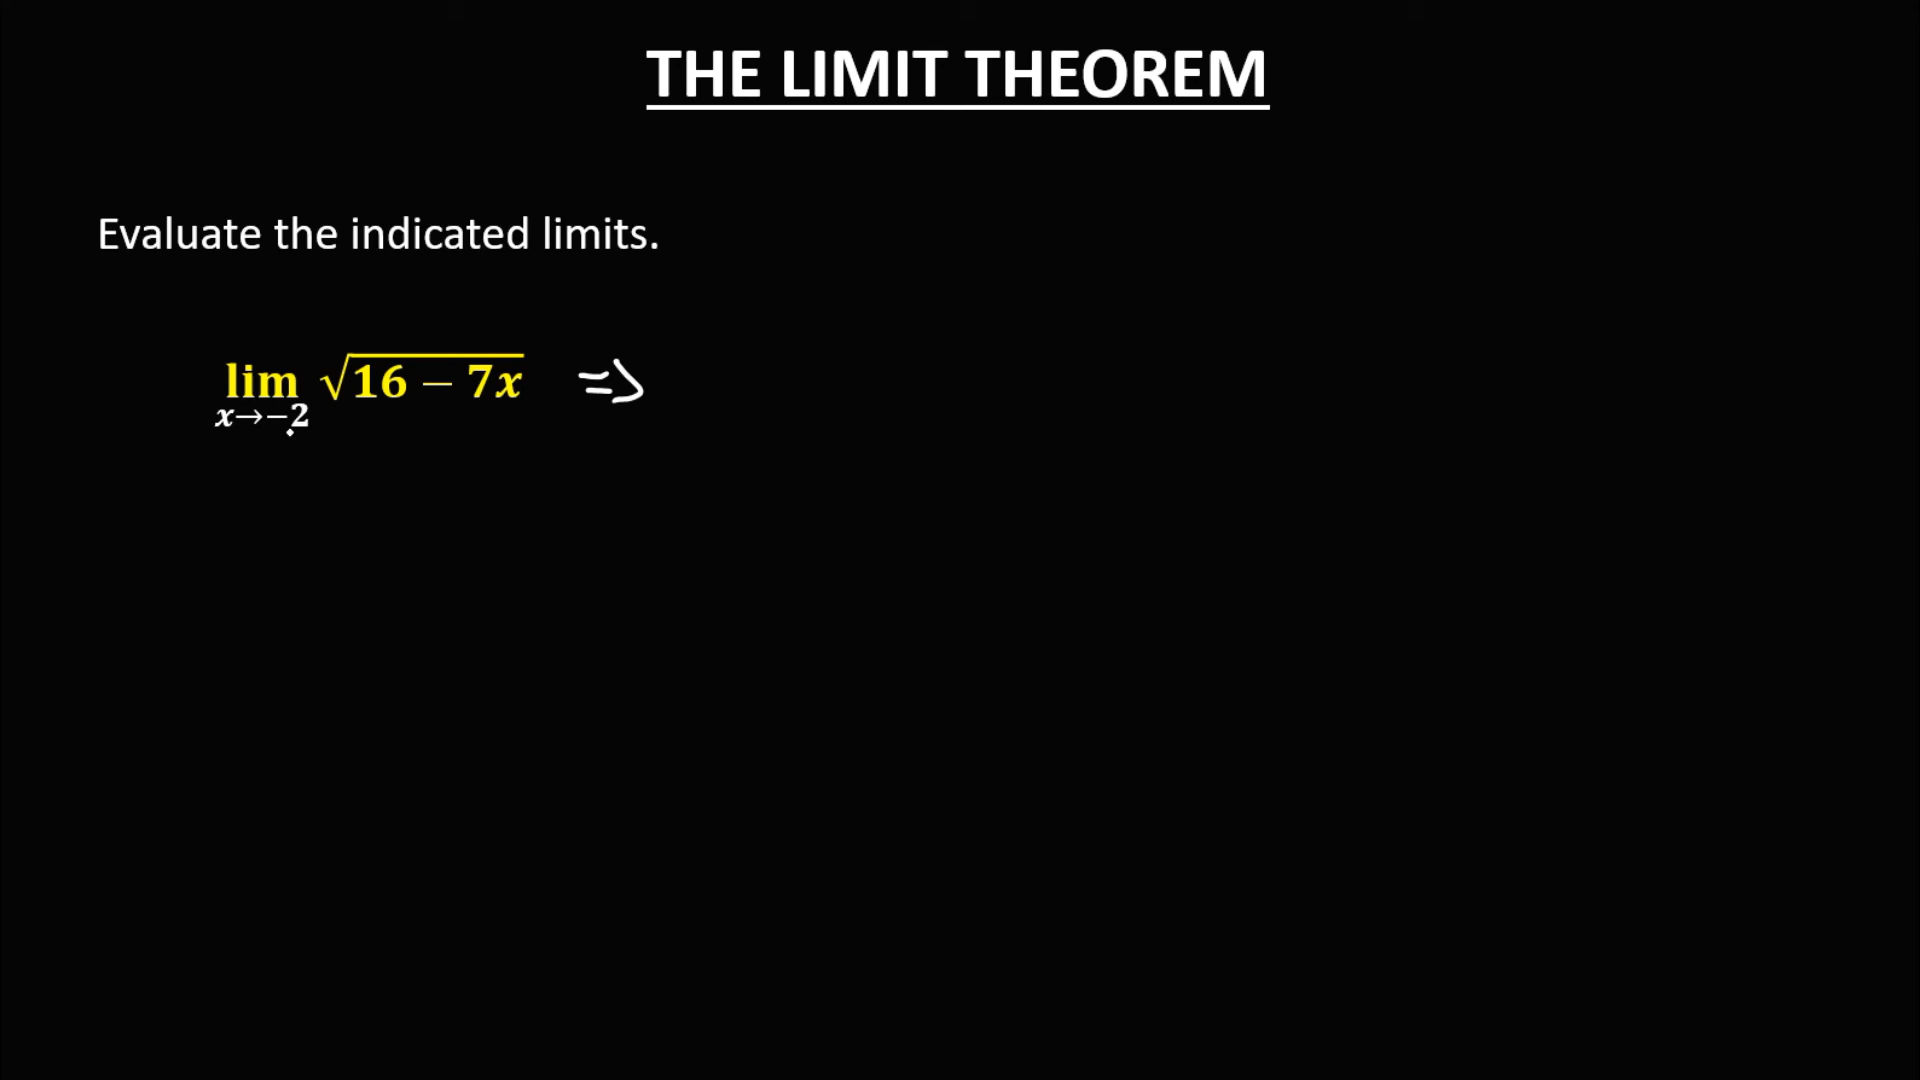 THE LIMIT THEOREM
Evaluate the indicated limits.
lim √16 − 7x =>
x→−2